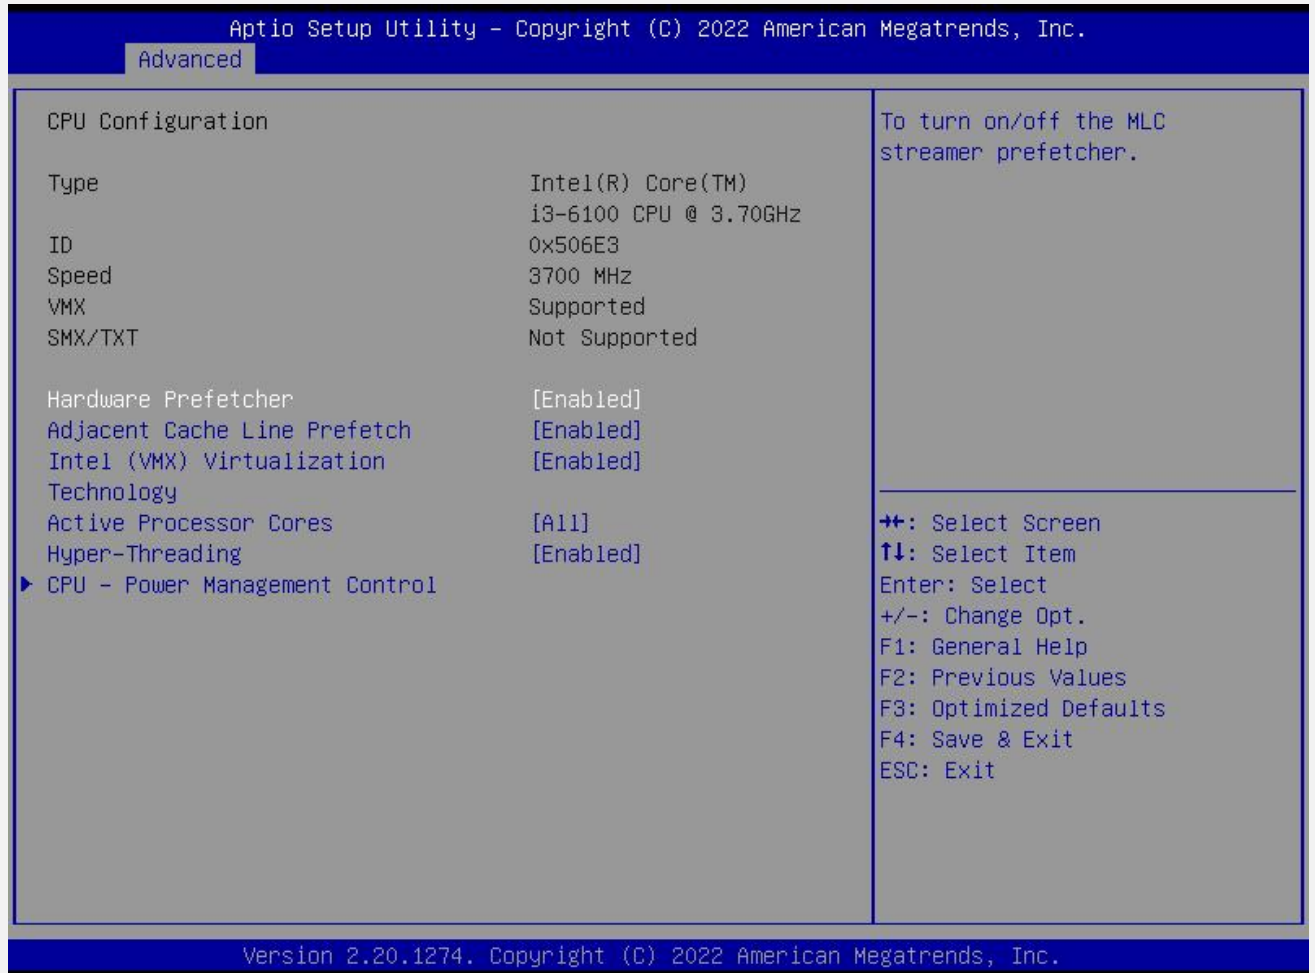 Aptio Setup Utility – Copyright (C) 2022 American Megatrends, Inc.
Advanced
CPU Configuration
Type Intel(R) Core(TM)
i3-6100 CPU @ 3.70GHz
ID 0x506E3
Speed 3700 MHz
VMX Supported
SMX/TXT Not Supported
Hardware Prefetcher [Enabled]
Adjacent Cache Line Prefetch [Enabled]
Intel (VMX) Virtualization [Enabled]
Technology
Active Processor Cores [All]
Hyper-Threading [Enabled]
▶ CPU – Power Management Control
To turn on/off the MLC
streamer prefetcher.
→←: Select Screen
↑↓: Select Item
Enter: Select
+/-: Change Opt.
F1: General Help
F2: Previous Values
F3: Optimized Defaults
F4: Save & Exit
ESC: Exit
Version 2.20.1274. Copyright (C) 2022 American Megatrends, Inc.